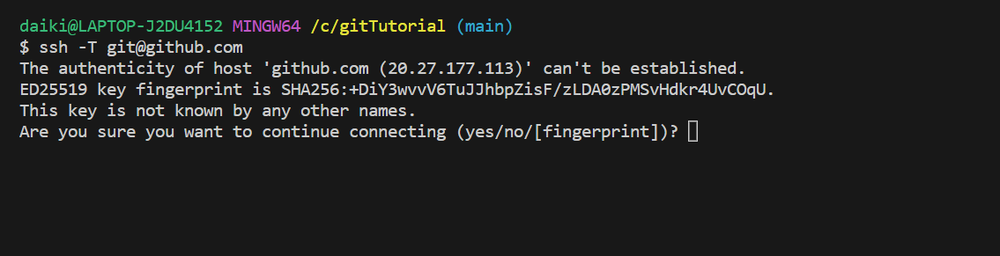 daiki@LAPTOP-J2DU4152 MINGW64 /c/gitTutorial (main)
$ ssh -T git@github.com
The authenticity of host 'github.com (20.27.177.113)' can't be established.
ED25519 key fingerprint is SHA256:+DiY3wvvV6TuJJhbpZisF/zLDA0zPMSvHdkr4UvCOqU.
This key is not known by any other names.
Are you sure you want to continue connecting (yes/no/[fingerprint])?